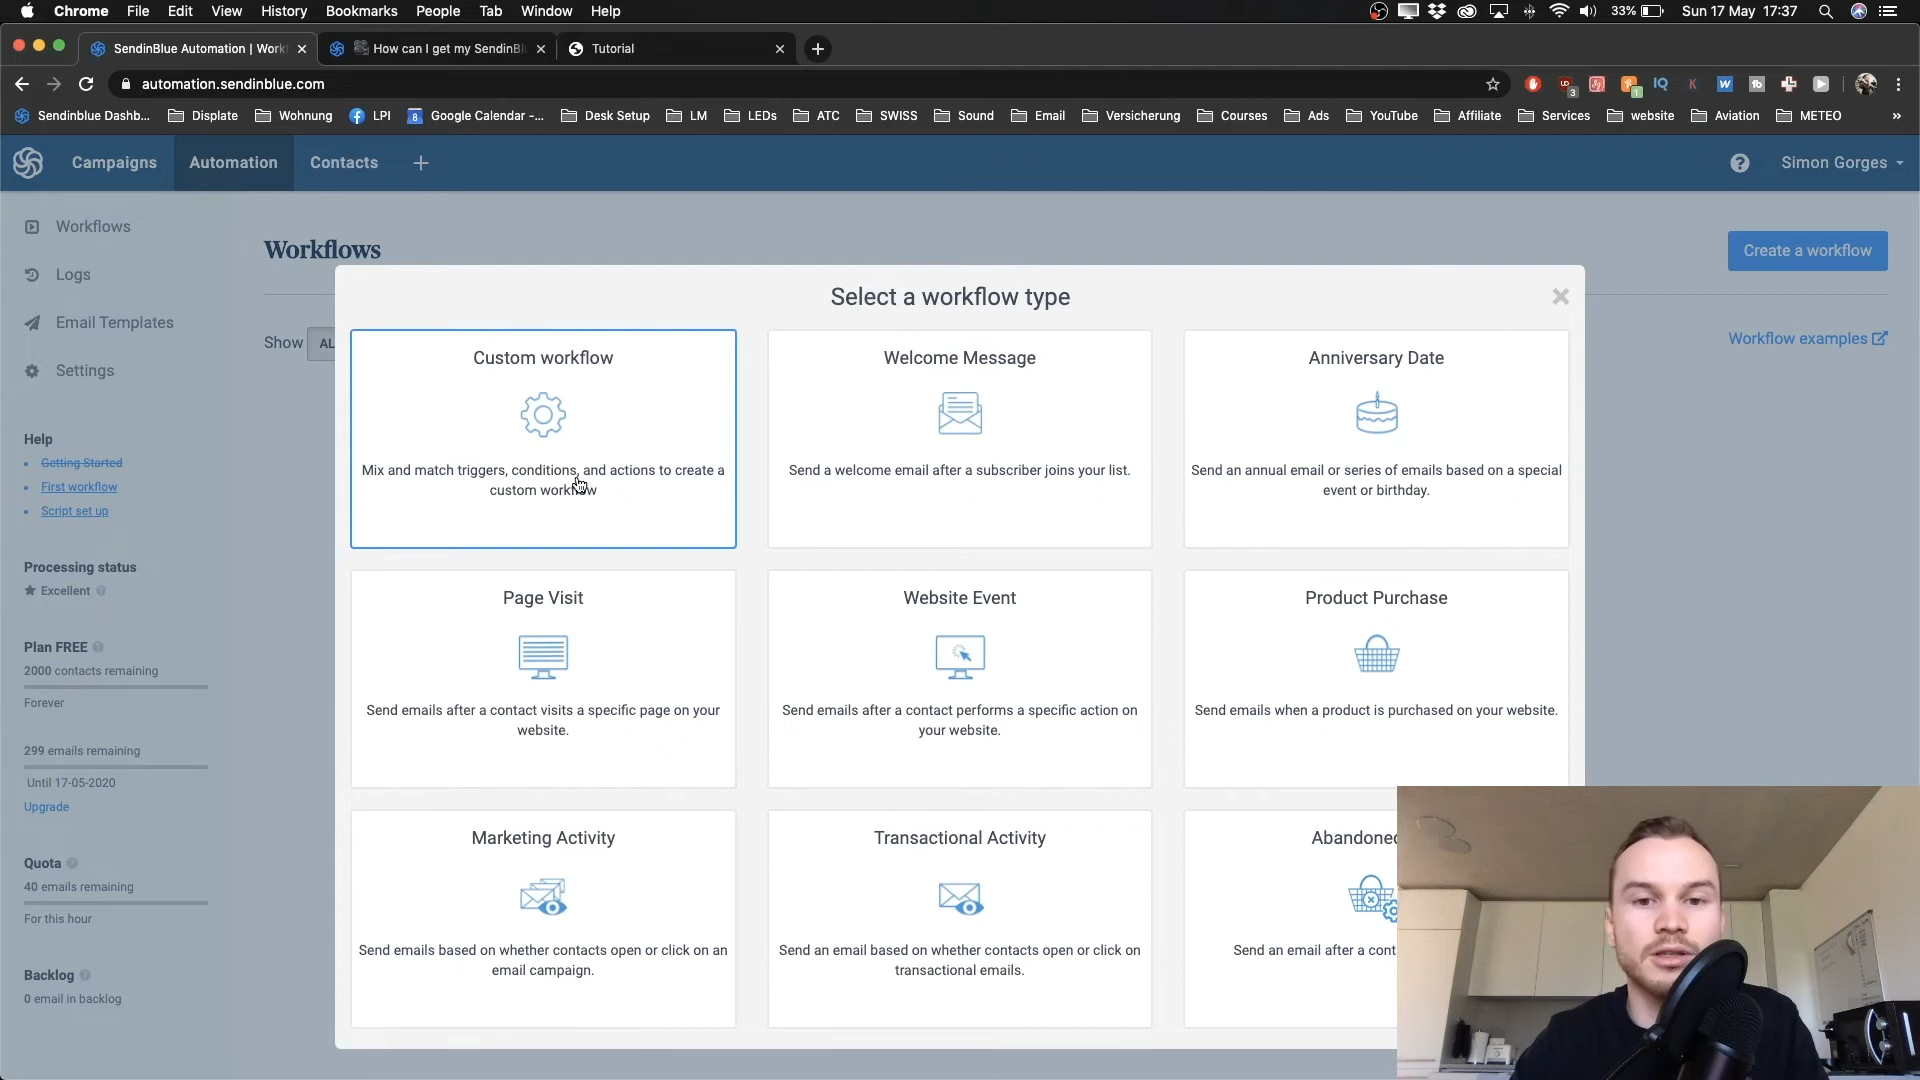 Chrome File Edit View History Bookmarks People Tab Window Help 33% Sun 17 May 17:37
SendinBlue Automation | Work How can I get my SendinBl Tutorial
automation.sendinblue.com
Sendinblue Dashb... Displate Wohnung LPI Google Calendar -... Desk Setup LM LEDs ATC SWISS Sound Email Versicherung Courses Ads YouTube Affiliate Services website Aviation METEO »
Campaigns Automation Contacts + Simon Gorges
Workflows
Logs
Email Templates
Settings
Help
Getting Started
First workflow
Script set up
Processing status
Excellent
Plan FREE
2000 contacts remaining
Forever
299 emails remaining
Until 17-05-2020
Upgrade
Quota
40 emails remaining
For this hour
Backlog
0 email in backlog
Workflows
Create a workflow
Show AL
Workflow examples
Select a workflow type
Custom workflow
Mix and match triggers, conditions, and actions to create a
custom workflow
Welcome Message
Send a welcome email after a subscriber joins your list.
Anniversary Date
Send an annual email or series of emails based on a special
event or birthday.
Page Visit
Send emails after a contact visits a specific page on your
website.
Website Event
Send emails after a contact performs a specific action on
your website.
Product Purchase
Send emails when a product is purchased on your website.
Marketing Activity
Send emails based on whether contacts open or click on an
email campaign.
Transactional Activity
Send an email based on whether contacts open or click on
transactional emails.
Abandoned
Send an email after a cont